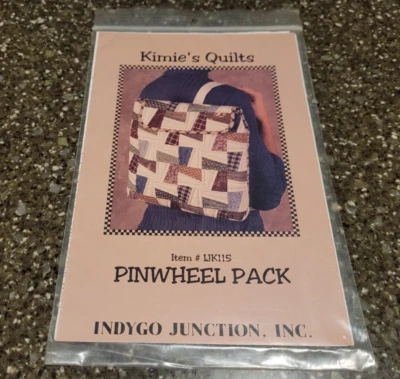 Kimie's Quilts
Item # IJK115
PINWHEEL PACK
INDYGO JUNCTION, INC.